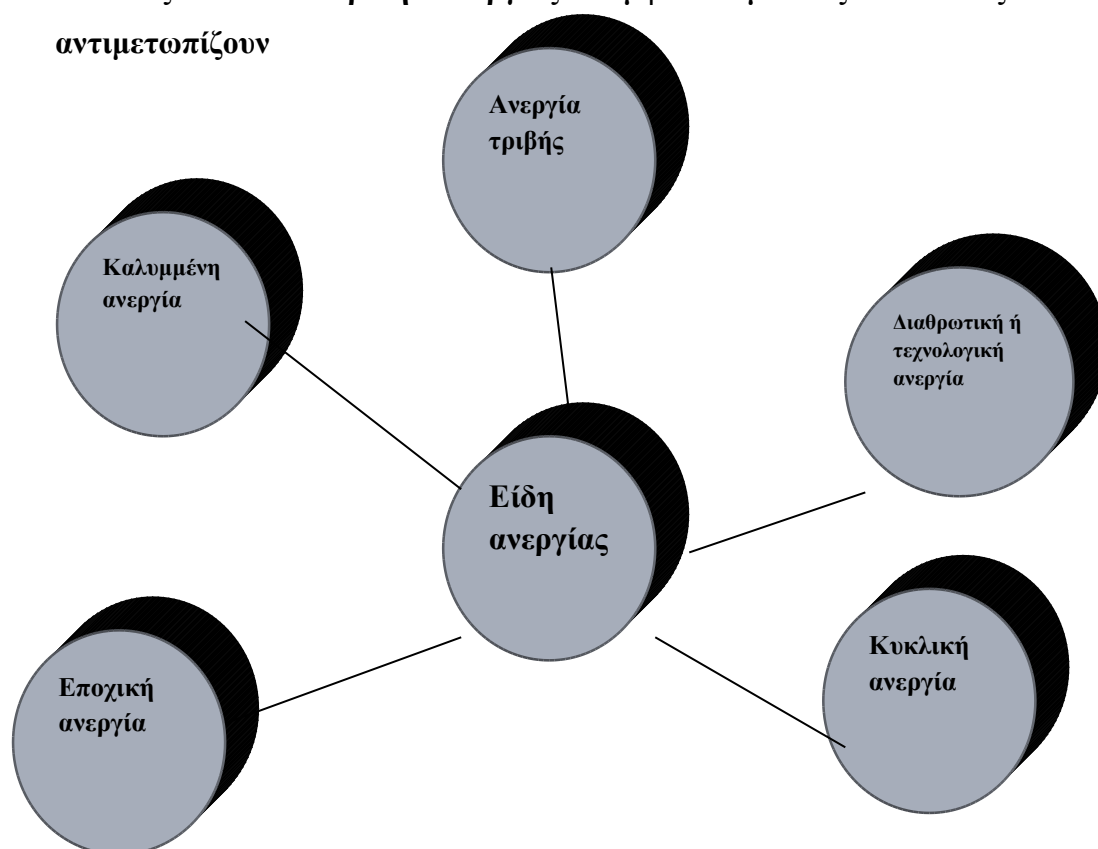 αντιμετωπίζουν
Ανεργία
τριβής
Καλυμμένη
ανεργία
Διαθρωτική ή
τεχνολογική
ανεργία
Είδη
ανεργίας
Κυκλική
ανεργία
Εποχική
ανεργία